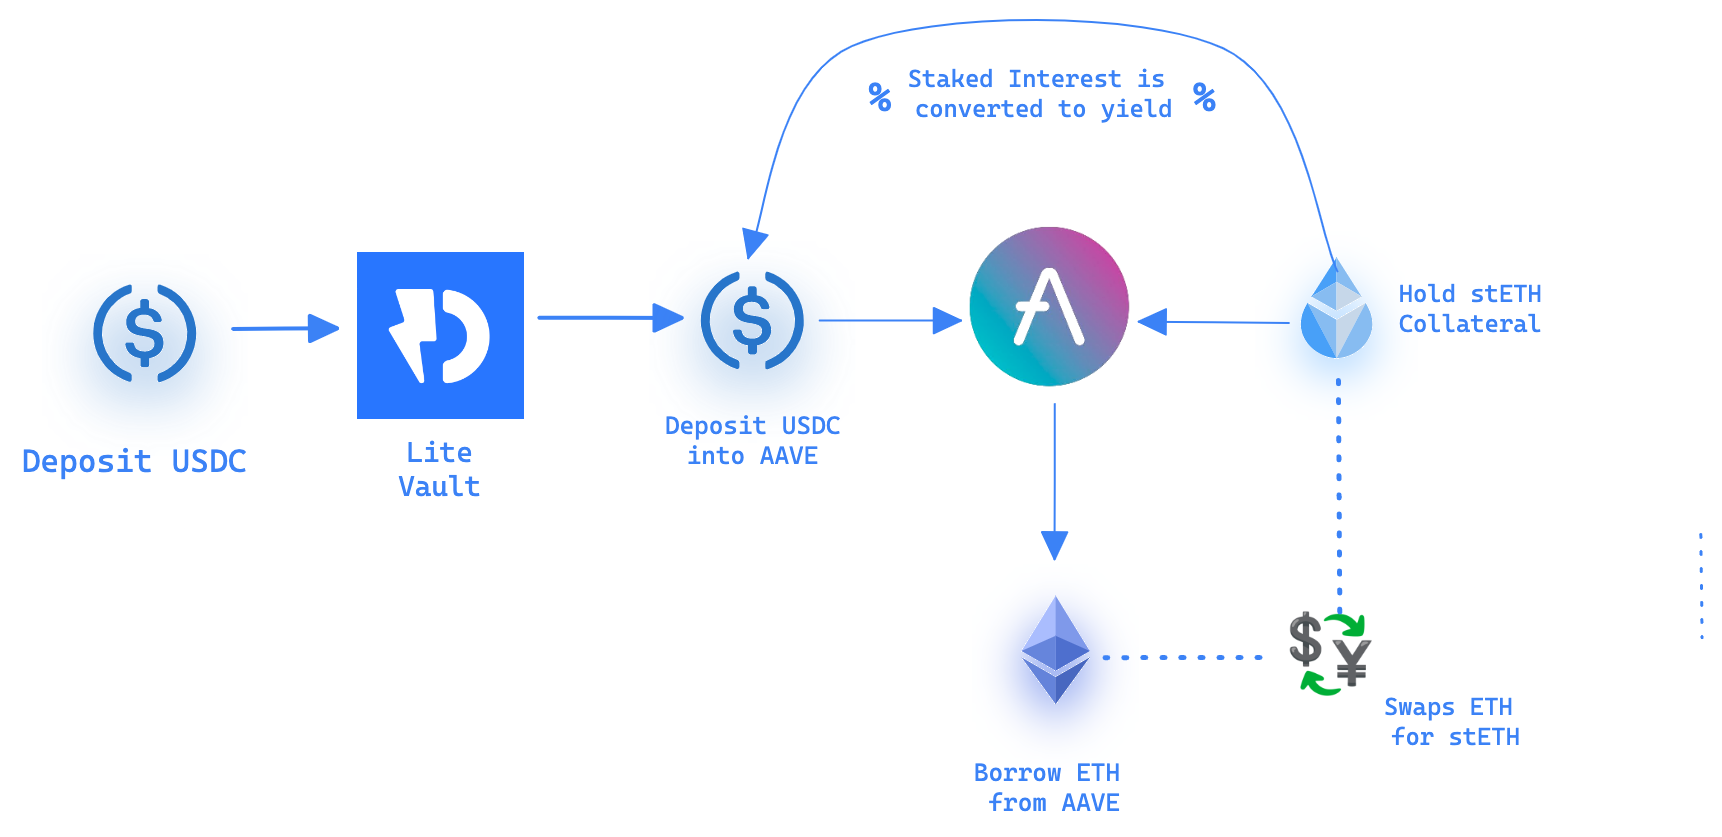 % Staked Interest is %
converted to yield
Hold stETH
Collateral
Deposit USDC
into AAVE
Deposit USDC
Lite
Vault
Swaps ETH
for stETH
Borrow ETH
from AAVE